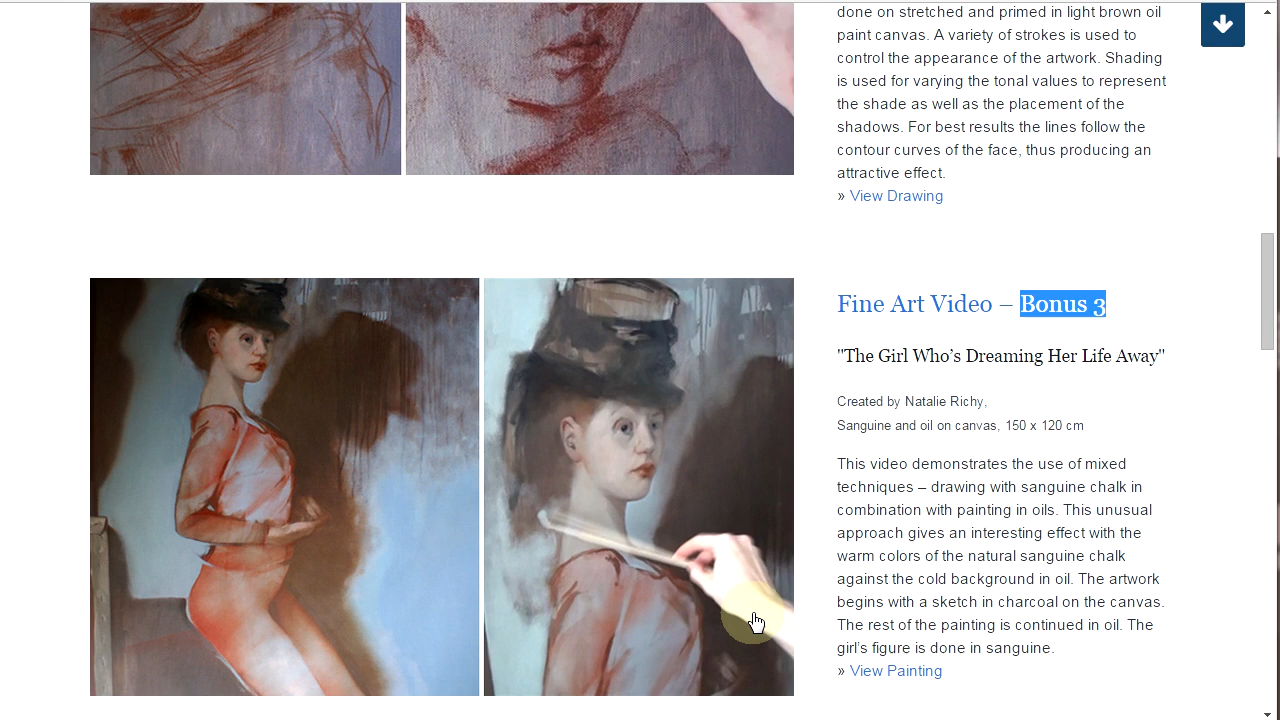 done on stretched and primed in light brown oil
paint canvas. A variety of strokes is used to
control the appearance of the artwork. Shading
is used for varying the tonal values to represent
the shade as well as the placement of the
shadows. For best results the lines follow the
contour curves of the face, thus producing an
attractive effect.
» View Drawing
Fine Art Video – Bonus 3
"The Girl Who’s Dreaming Her Life Away"
Created by Natalie Richy,
Sanguine and oil on canvas, 150 x 120 cm
This video demonstrates the use of mixed
techniques – drawing with sanguine chalk in
combination with painting in oils. This unusual
approach gives an interesting effect with the
warm colors of the natural sanguine chalk
against the cold background in oil. The artwork
begins with a sketch in charcoal on the canvas.
The rest of the painting is continued in oil. The
girl’s figure is done in sanguine.
» View Painting